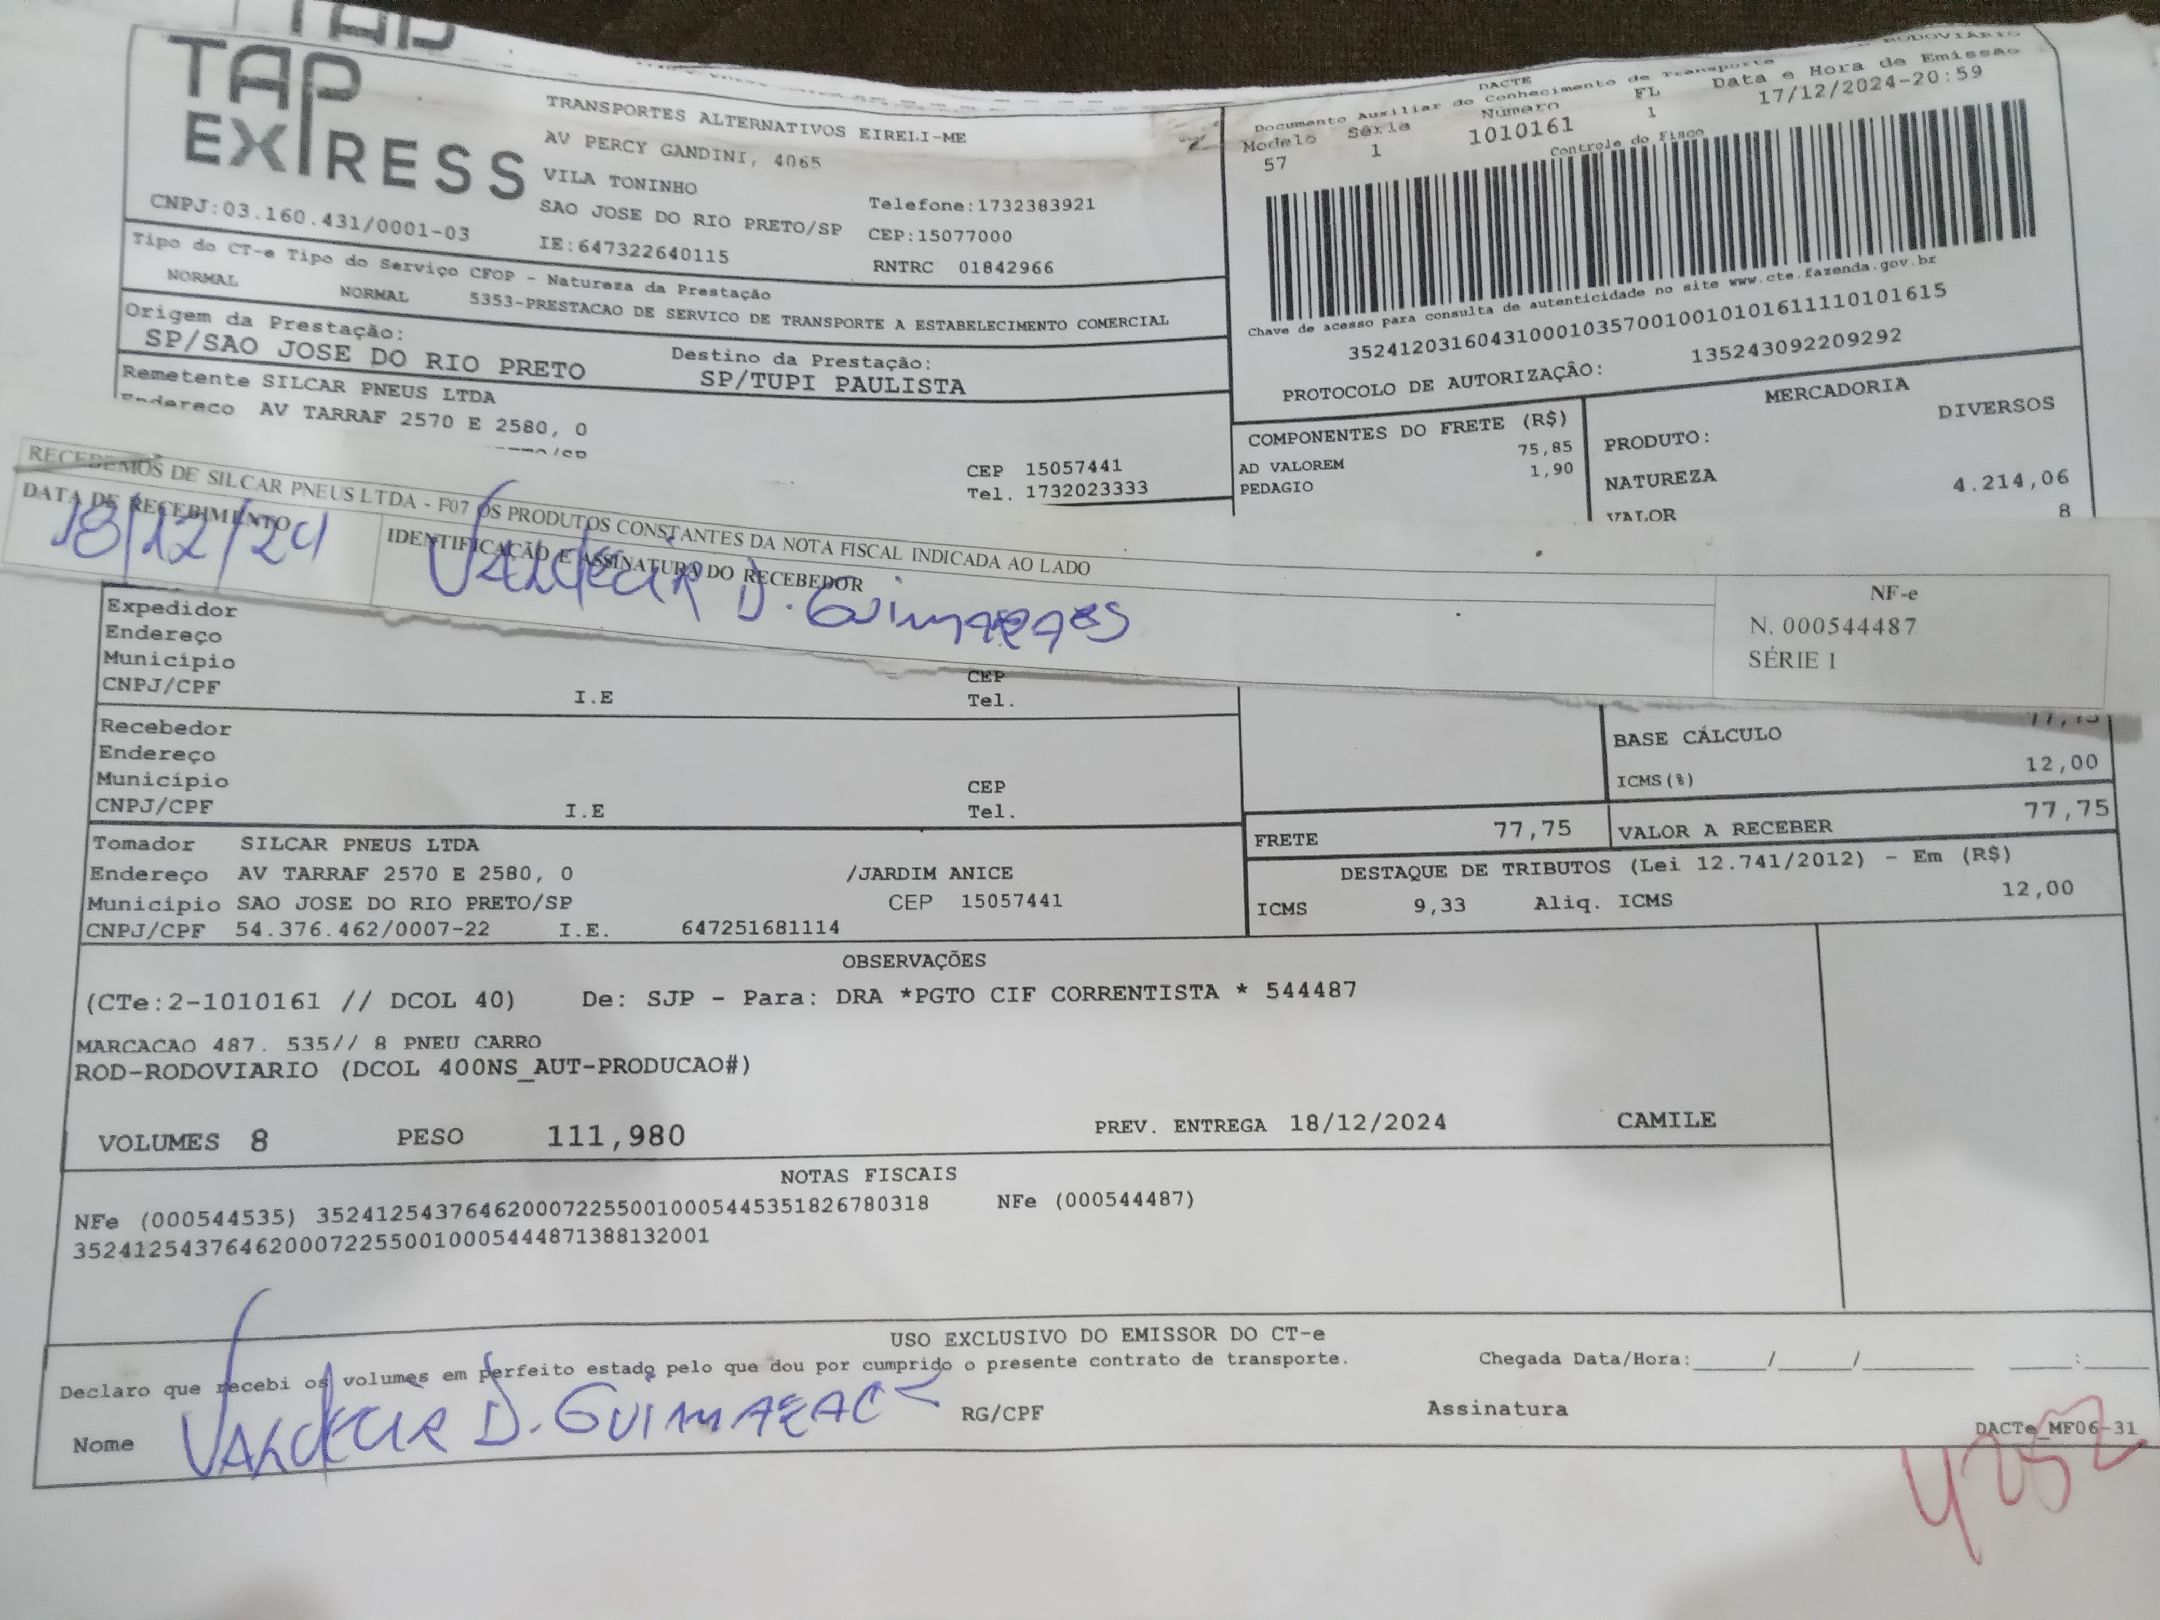 TAP
EXPRESS
TRANSPORTES ALTERNATIVOS EIRELI-ME
AV PERCY GANDINI, 4065
VILA TONINHO
SAO JOSE DO RIO PRETO/SP
Telefone:1732383921
CEP:15077000
CNPJ:03.160.431/0001-03
IE:647322640115
RNTRC 01842966
DACTE
RODOVIÁRIO
Documento Auxiliar do Conhecimento de Transporte
Modelo Série Número FL Data e Hora de Emissão
57 1 1010161 1 17/12/2024-20:59
Controle do Fisco
Chave de acesso para consulta de autenticidade no site www.cte.fazenda.gov.br
35241203160431000103570010010101611110101615
PROTOCOLO DE AUTORIZAÇÃO: 135243092209292
Tipo do CT-e Tipo do Serviço CFOP - Natureza da Prestação
NORMAL NORMAL 5353-PRESTACAO DE SERVICO DE TRANSPORTE A ESTABELECIMENTO COMERCIAL
Origem da Prestação:
SP/SAO JOSE DO RIO PRETO
Destino da Prestação:
SP/TUPI PAULISTA
Remetente SILCAR PNEUS LTDA
Endereco AV TARRAF 2570 E 2580, 0
CEP 15057441
Tel. 1732023333
COMPONENTES DO FRETE (R$)
75,85
AD VALOREM 1,90
PEDAGIO
MERCADORIA
PRODUTO: DIVERSOS
NATUREZA
4.214,06
VALOR 8
RECEBEMOS DE SILCAR PNEUS LTDA - F07 OS PRODUTOS CONSTANTES DA NOTA FISCAL INDICADA AO LADO
DATA DE RECEBIMENTO
18/12/24
IDENTIFICAÇÃO E ASSINATURA DO RECEBEDOR
VALDECIR D. GUIMARAES
NF-e
N. 000544487
SÉRIE 1
Expedidor
Endereço
Município CEP
CNPJ/CPF I.E Tel.
Recebedor
Endereço
Município CEP
CNPJ/CPF I.E Tel.
77,75
BASE CÁLCULO
12,00
ICMS(%)
FRETE 77,75
VALOR A RECEBER 77,75
Tomador SILCAR PNEUS LTDA
Endereço AV TARRAF 2570 E 2580, 0 /JARDIM ANICE
Município SAO JOSE DO RIO PRETO/SP CEP 15057441
CNPJ/CPF 54.376.462/0007-22 I.E. 647251681114
DESTAQUE DE TRIBUTOS (Lei 12.741/2012) - Em (R$)
ICMS 9,33 Aliq. ICMS 12,00
OBSERVAÇÕES
(CTe:2-1010161 // DCOL 40) De: SJP - Para: DRA *PGTO CIF CORRENTISTA * 544487
MARCACAO 487. 535// 8 PNEU CARRO
ROD-RODOVIARIO (DCOL 400NS_AUT-PRODUCAO#)
VOLUMES 8 PESO 111,980 PREV. ENTREGA 18/12/2024 CAMILE
NOTAS FISCAIS
NFe (000544535) 35241254376462000722550010005445351826780318 NFe (000544487)
35241254376462000722550010005444871388132001
USO EXCLUSIVO DO EMISSOR DO CT-e
Declaro que recebi os volumes em perfeito estado pelo que dou por cumprido o presente contrato de transporte.
Chegada Data/Hora:_____/_____/_______ ____:____
Nome VALDECIR D. GUIMARAES RG/CPF
Assinatura
DACTe_MF06-31